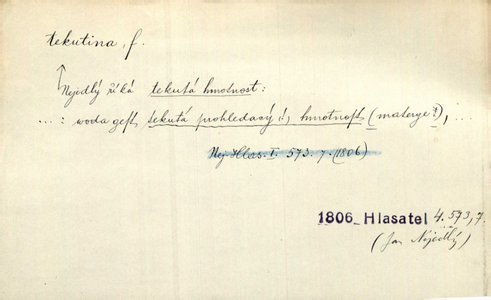 tekutina, f.
Nejedlý říká tekutá hmotnost:
...: woda gest tekutá prohledavý (!), hmotnost (materye?), ...
Nej. Hlas. I. 573. 7. (1806)
1806 Hlasatel 4. 573, 7.
(Jan Nejedlý)